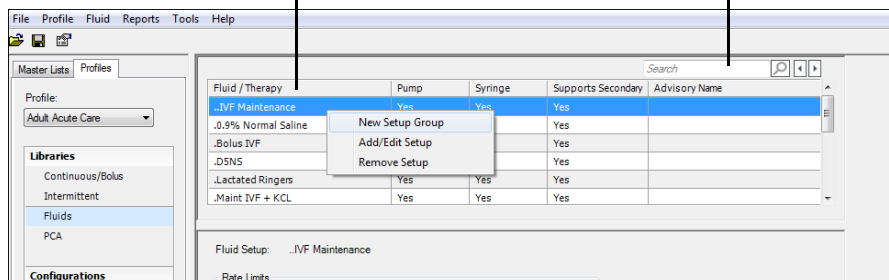 File Profile Fluid Reports Tools Help
Master Lists Profiles
Search
Profile:
Adult Acute Care
Fluid / Therapy Pump Syringe Supports Secondary Advisory Name
..IVF Maintenance Yes Yes Yes
.0.9% Normal Saline Yes
.Bolus IVF Yes
.D5NS Yes
.Lactated Ringers Yes Yes Yes
.Maint IVF + KCL Yes Yes Yes
New Setup Group
Add/Edit Setup
Remove Setup
Libraries
Continuous/Bolus
Intermittent
Fluids
PCA
Configurations
Fluid Setup: ..IVF Maintenance
Rate Limits